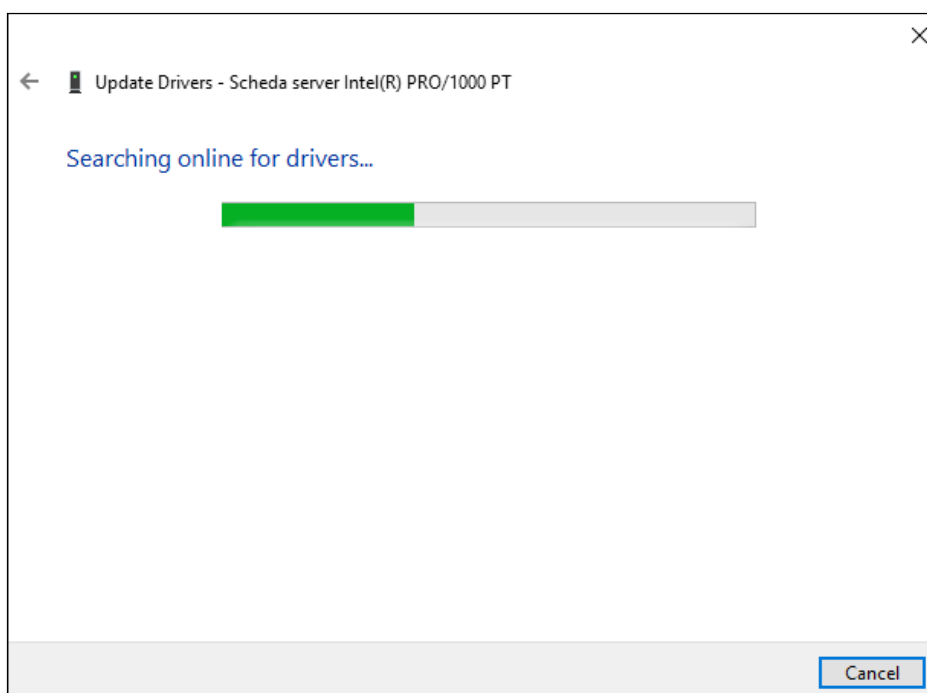 Update Drivers - Scheda server Intel(R) PRO/1000 PT
Searching online for drivers...
Cancel